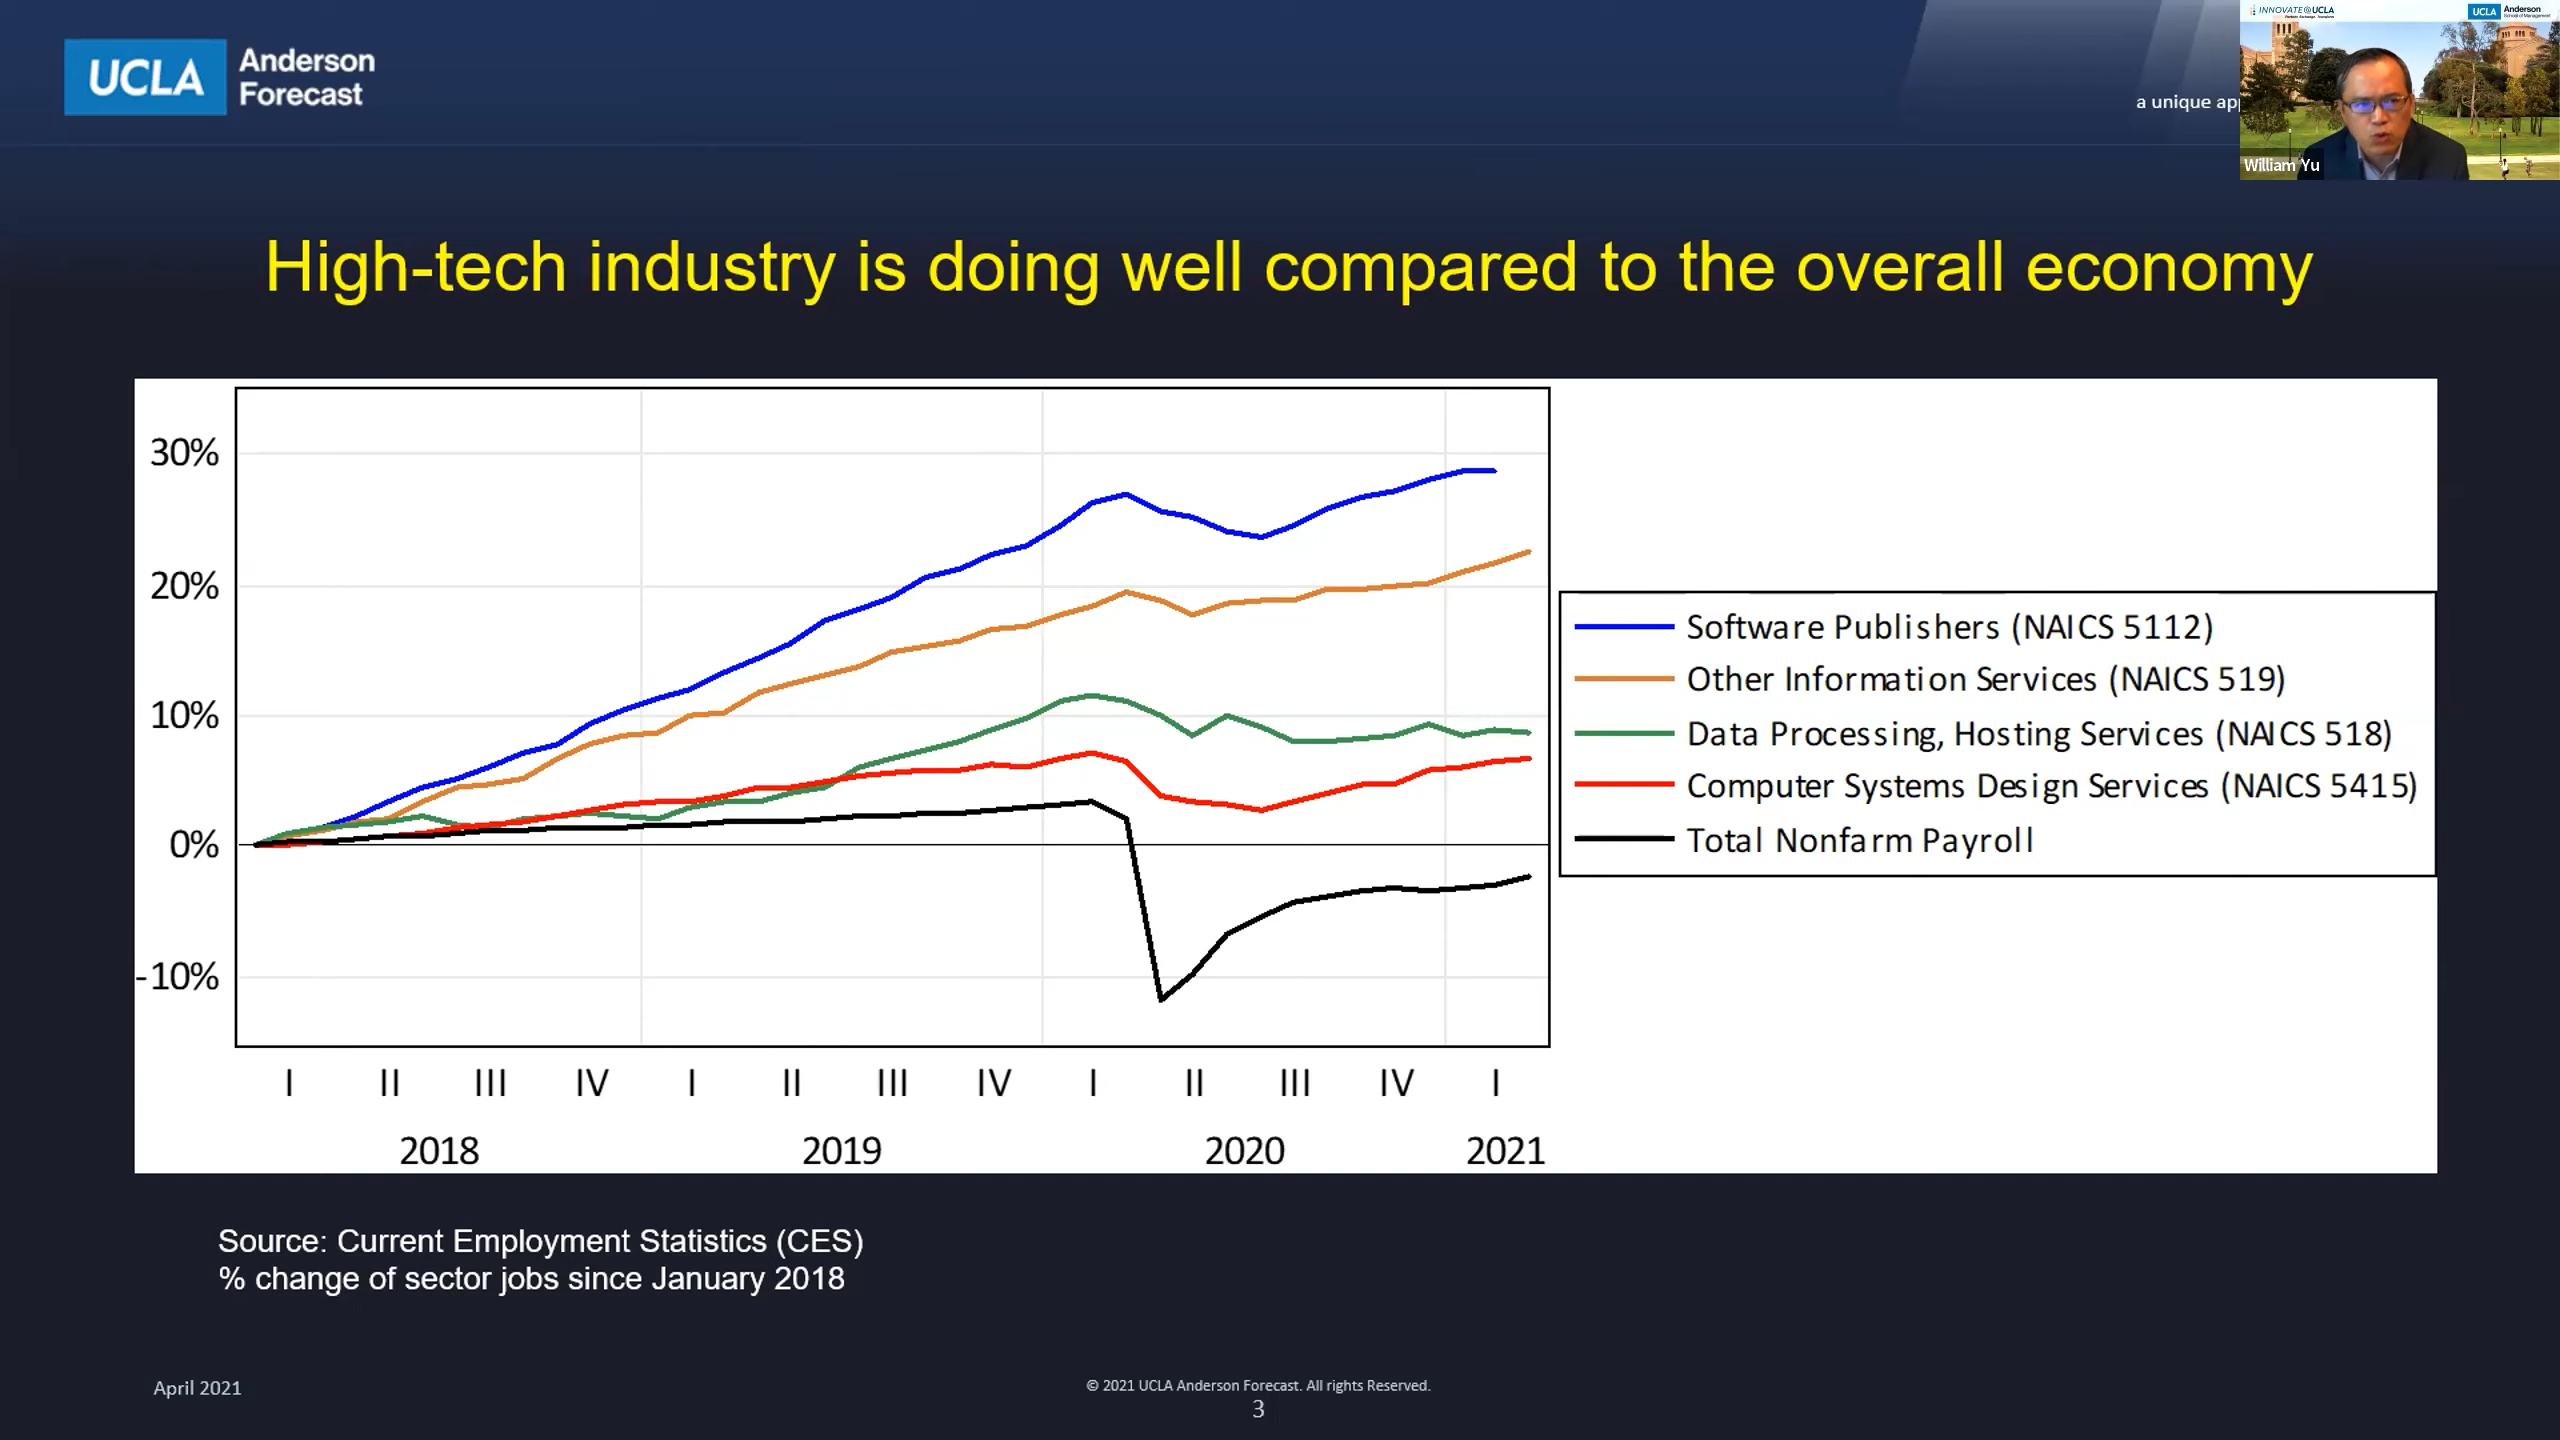 UCLA
Anderson
Forecast
a unique
INNOVATE@UCLA
UCLA Anderson
William Yu
High-tech industry is doing well compared to the overall economy
30%
20%
10%
0%
-10%
I II III IV I II III IV I II III IV I
2018 2019 2020 2021
Software Publishers (NAICS 5112)
Other Information Services (NAICS 519)
Data Processing, Hosting Services (NAICS 518)
Computer Systems Design Services (NAICS 5415)
Total Nonfarm Payroll
Source: Current Employment Statistics (CES)
% change of sector jobs since January 2018
April 2021
© 2021 UCLA Anderson Forecast. All rights Reserved.
3